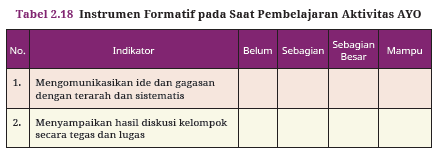 Tabel 2.18 Instrumen Formatif pada Saat Pembelajaran Aktivitas AYO
No. Indikator Belum Sebagian Sebagian Besar Mampu
1. Mengomunikasikan ide dan gagasan
dengan terarah dan sistematis
2. Menyampaikan hasil diskusi kelompok
secara tegas dan lugas